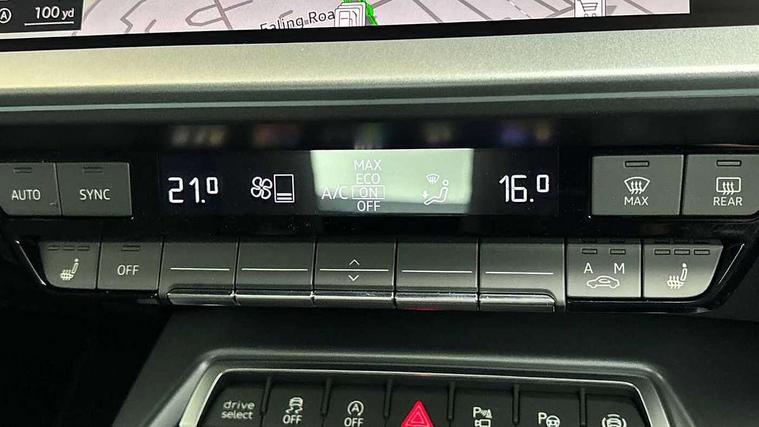 100 yd
Ealing Road
AUTO
SYNC
21.0
MAX
ECO
A/C ON
OFF
16.0
MAX
REAR
OFF
A M
drive
select
OFF
A
OFF
P
P